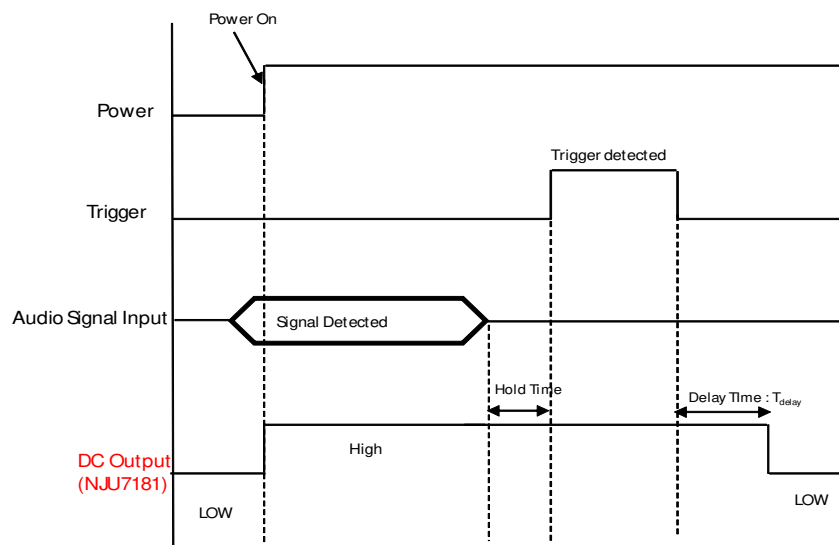 Power On
Power
Trigger detected
Trigger
Audio Signal Input
Signal Detected
Hold Time
Delay TIme : Tdelay
High
DC Output
(NJU7181)
LOW
LOW